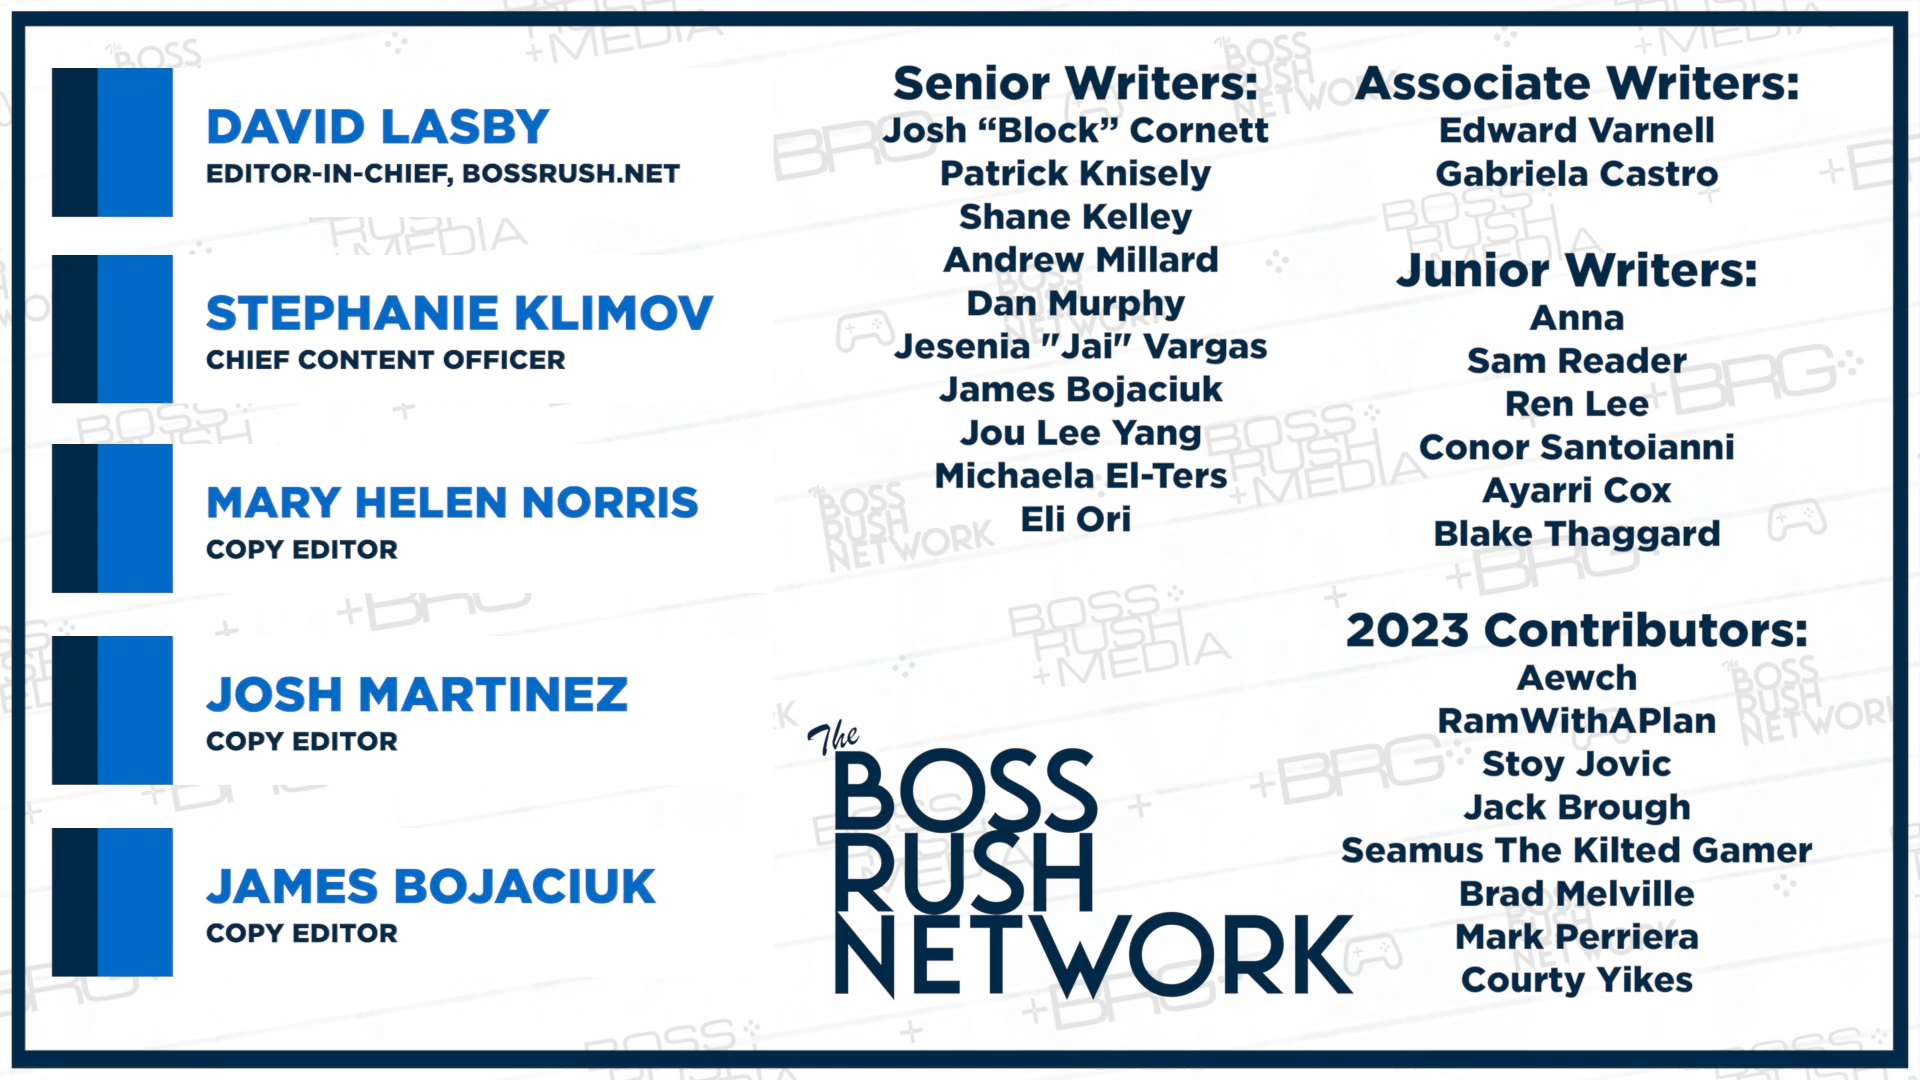 DAVID LASBY
EDITOR-IN-CHIEF, BOSSRUSH.NET
STEPHANIE KLIMOV
CHIEF CONTENT OFFICER
MARY HELEN NORRIS
COPY EDITOR
JOSH MARTINEZ
COPY EDITOR
JAMES BOJACIUK
COPY EDITOR
Senior Writers:
Josh “Block” Cornett
Patrick Knisely
Shane Kelley
Andrew Millard
Dan Murphy
Jesenia "Jai" Vargas
James Bojaciuk
Jou Lee Yang
Michaela El-Ters
Eli Ori
The
BOSS
RUSH
NETWORK
Associate Writers:
Edward Varnell
Gabriela Castro
Junior Writers:
Anna
Sam Reader
Ren Lee
Conor Santoianni
Ayarri Cox
Blake Thaggard
2023 Contributors:
Aewch
RamWithAPlan
Stoy Jovic
Jack Brough
Seamus The Kilted Gamer
Brad Melville
Mark Perriera
Courty Yikes